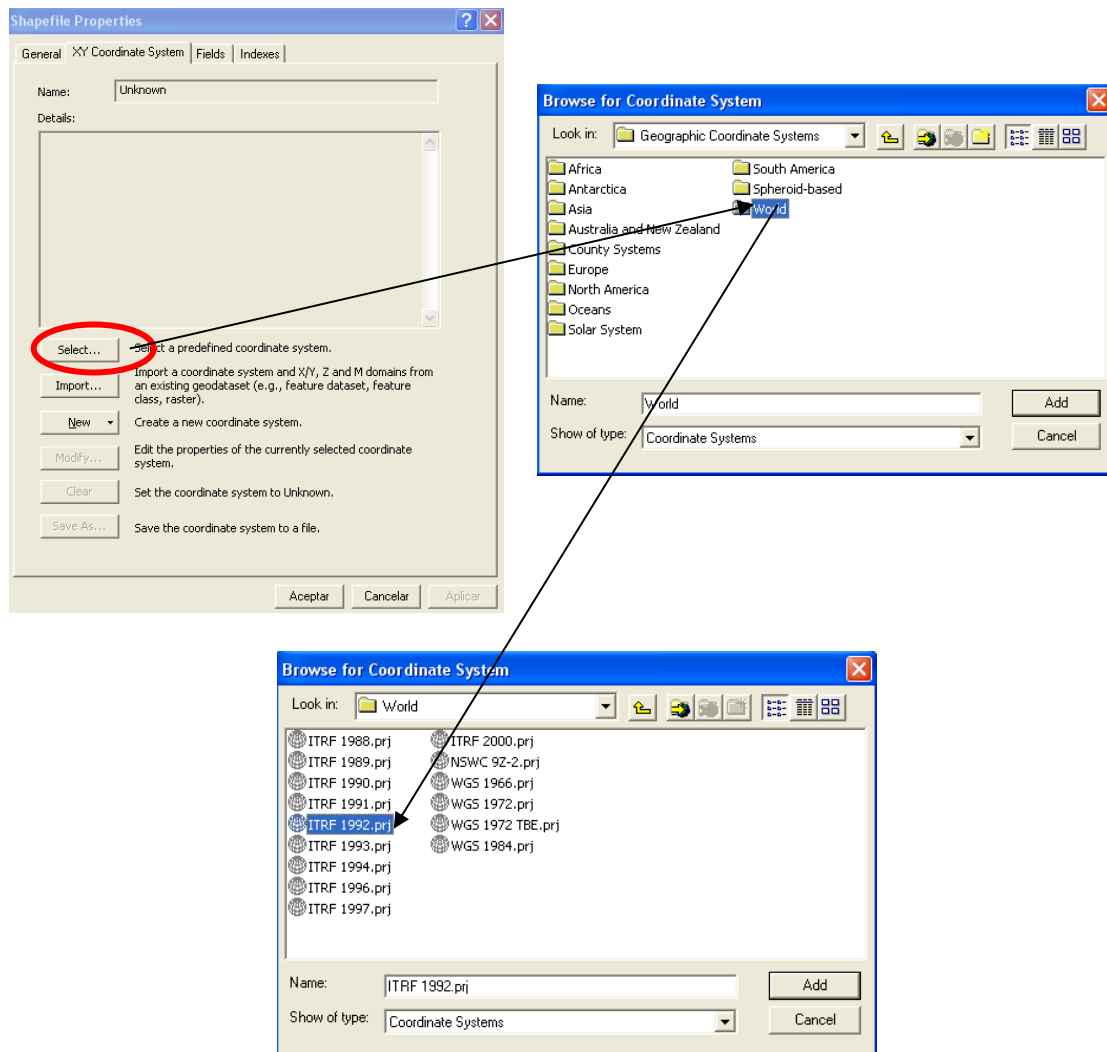 Shapefile Properties
General XY Coordinate System Fields Indexes
Name: Unknown
Details:
Select... Select a predefined coordinate system.
Import... Import a coordinate system and X/Y, Z and M domains from
an existing geodataset (e.g., feature dataset, feature
class, raster).
New Create a new coordinate system.
Modify... Edit the properties of the currently selected coordinate
system.
Clear Set the coordinate system to Unknown.
Save As... Save the coordinate system to a file.
Aceptar Cancelar Aplicar
Browse for Coordinate System
Look in: Geographic Coordinate Systems
Africa
Antarctica
Asia
Australia and New Zealand
County Systems
Europe
North America
Oceans
Solar System
South America
Spheroid-based
World
Name: World Add
Show of type: Coordinate Systems Cancel
Browse for Coordinate System
Look in: World
ITRF 1988.prj
ITRF 1989.prj
ITRF 1990.prj
ITRF 1991.prj
ITRF 1992.prj
ITRF 1993.prj
ITRF 1994.prj
ITRF 1996.prj
ITRF 1997.prj
ITRF 2000.prj
NSWC 9Z-2.prj
WGS 1966.prj
WGS 1972.prj
WGS 1972 TBE.prj
WGS 1984.prj
Name: ITRF 1992.prj Add
Show of type: Coordinate Systems Cancel